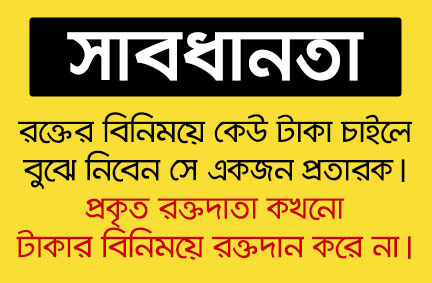 সাবধানতা
রক্তের বিনিময়ে কেউ টাকা চাইলে
বুঝে নিবেন সে একজন প্রতারক।
প্রকৃত রক্তদাতা কখনো
টাকার বিনিময়ে রক্তদান করে না।